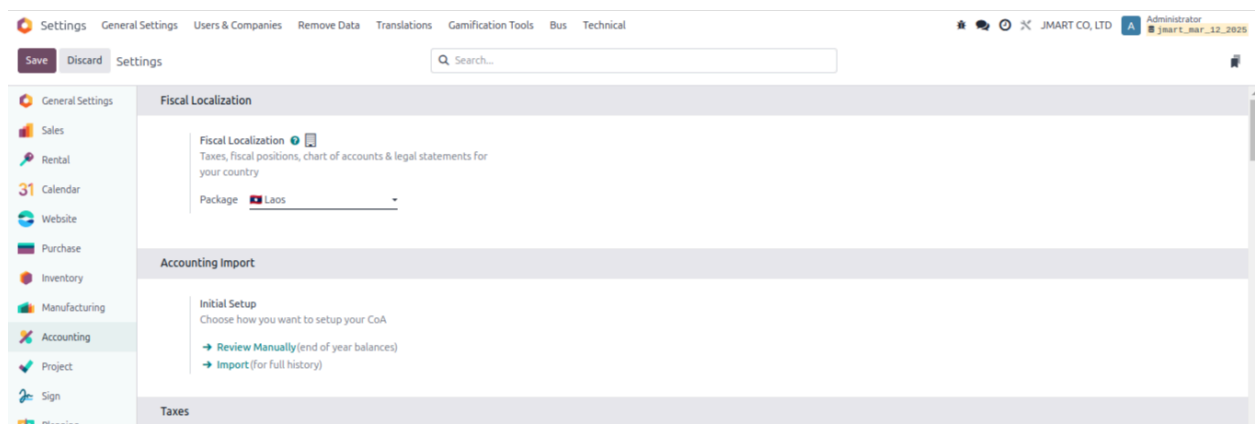 Settings General Settings Users & Companies Remove Data Translations Gamification Tools Bus Technical JMART CO, LTD A Administrator
jmart_mar_12_2025
Save Discard Settings Search...
General Settings
Sales
Rental
31 Calendar
Website
Purchase
Inventory
Manufacturing
Accounting
Project
Sign
Fiscal Localization
Fiscal Localization
Taxes, fiscal positions, chart of accounts & legal statements for
your country
Package Laos
Accounting Import
Initial Setup
Choose how you want to setup your CoA
→ Review Manually (end of year balances)
→ Import (for full history)
Taxes